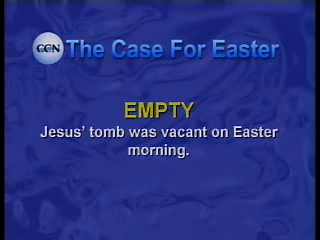 CCN The Case For Easter
EMPTY
Jesus' tomb was vacant on Easter
morning.